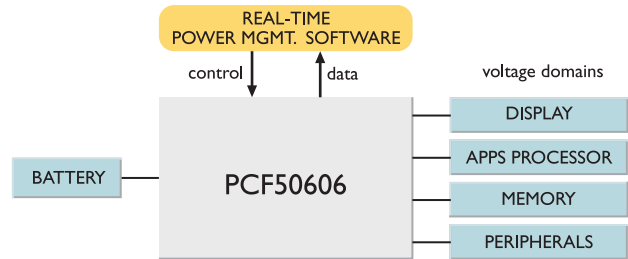 REAL-TIME
POWER MGMT. SOFTWARE
control
data
voltage domains
DISPLAY
APPS PROCESSOR
BATTERY
PCF50606
MEMORY
PERIPHERALS